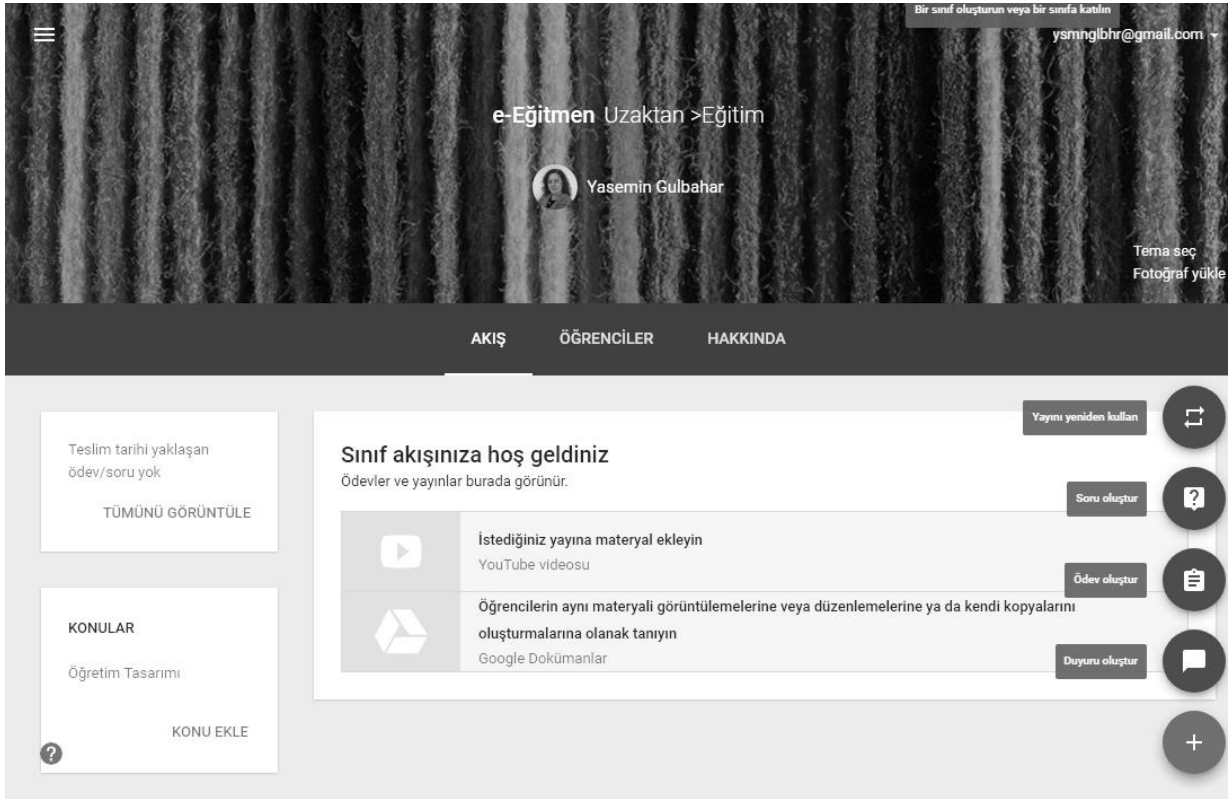 Bir sınıf oluşturun veya bir sınıfa katılın
ysmnglbhr@gmail.com
e-Eğitmen Uzaktan >Eğitim
Yasemin Gulbahar
Tema seç
Fotoğraf yükle
AKIŞ ÖĞRENCİLER HAKKINDA
Teslim tarihi yaklaşan
ödev/soru yok
TÜMÜNÜ GÖRÜNTÜLE
KONULAR
Öğretim Tasarımı
KONU EKLE
Sınıf akışınıza hoş geldiniz
Ödevler ve yayınlar burada görünür.
İstediğiniz yayına materyal ekleyin
YouTube videosu
Öğrencilerin aynı materyali görüntülemelerine veya düzenlemelerine ya da kendi kopyalarını
oluşturmalarına olanak tanıyın
Google Dokümanlar
Yayını yeniden kullan
Soru oluştur
Ödev oluştur
Duyuru oluştur